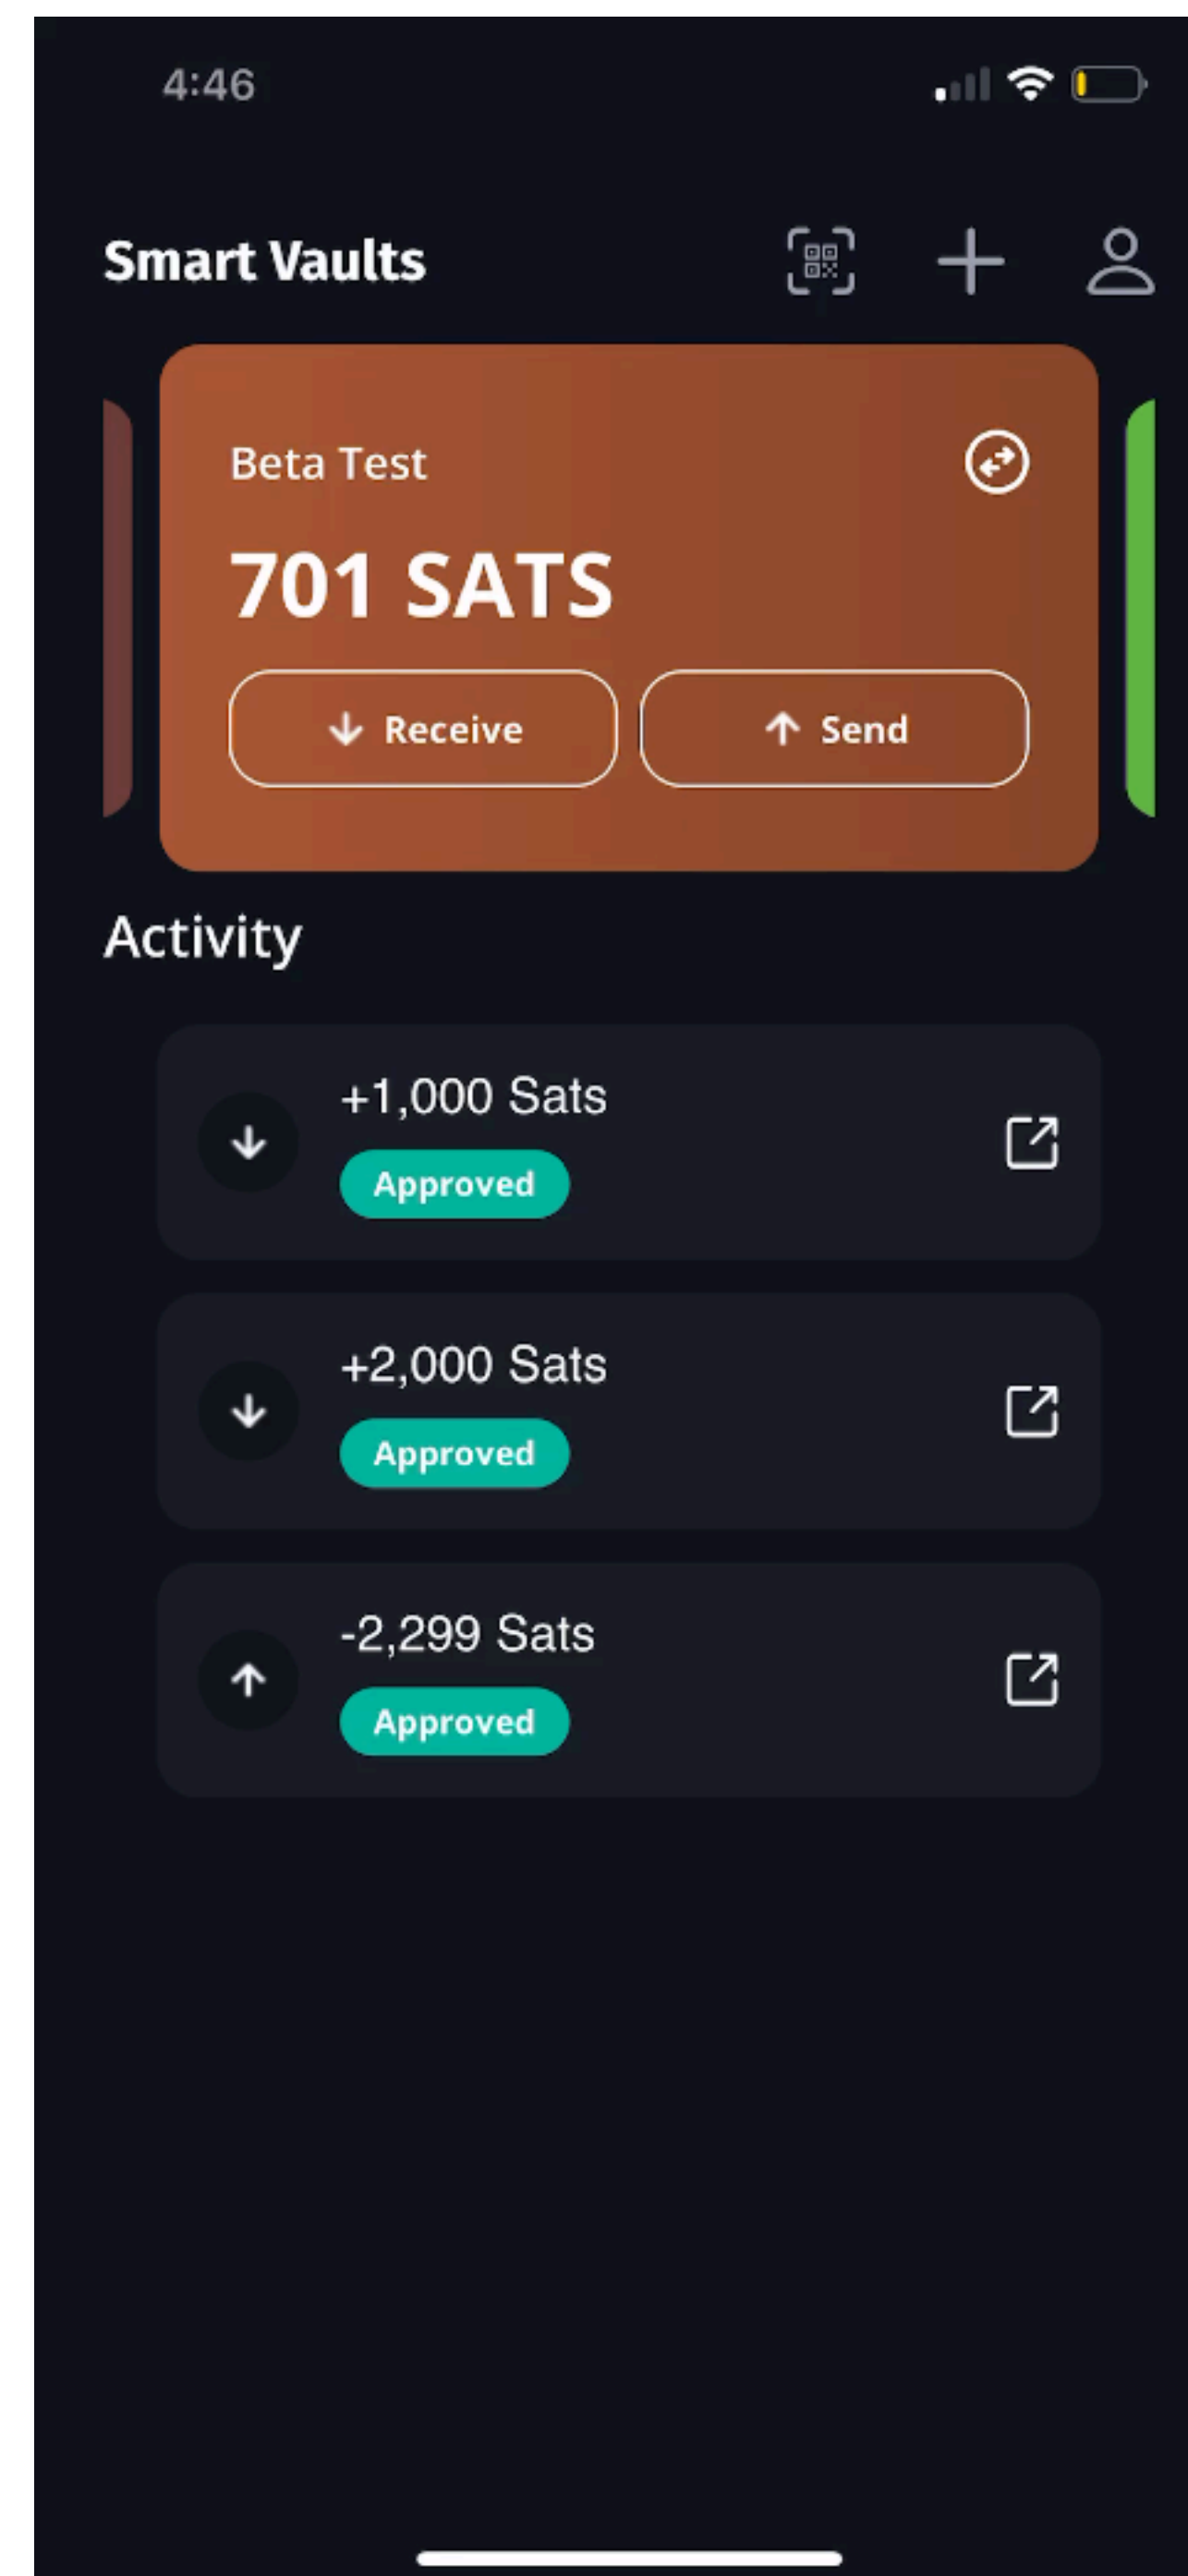 4:46
Smart Vaults
Beta Test
701 SATS
Receive
Send
Activity
+1,000 Sats
Approved
+2,000 Sats
Approved
-2,299 Sats
Approved